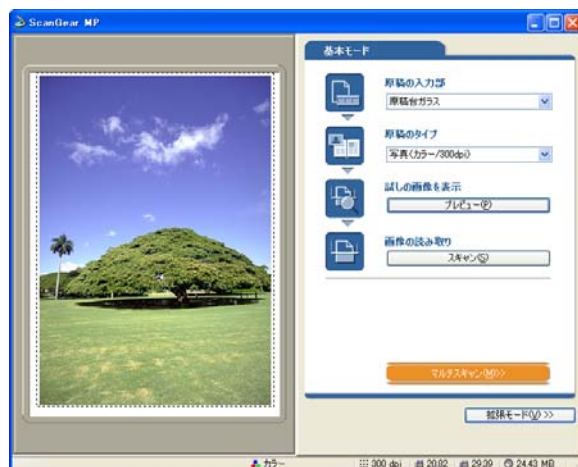 ScanGear MP
基本モード
原稿の入力部
原稿台ガラス
原稿のタイプ
写真(カラー/300dpi)
試しの画像を表示
プレビュー(P)
画像の読み取り
スキャン(S)
マルチスキャン(M)>>
拡張モード(V) >>
カラー 300 dpi 20.82 29.39 24.43 MB